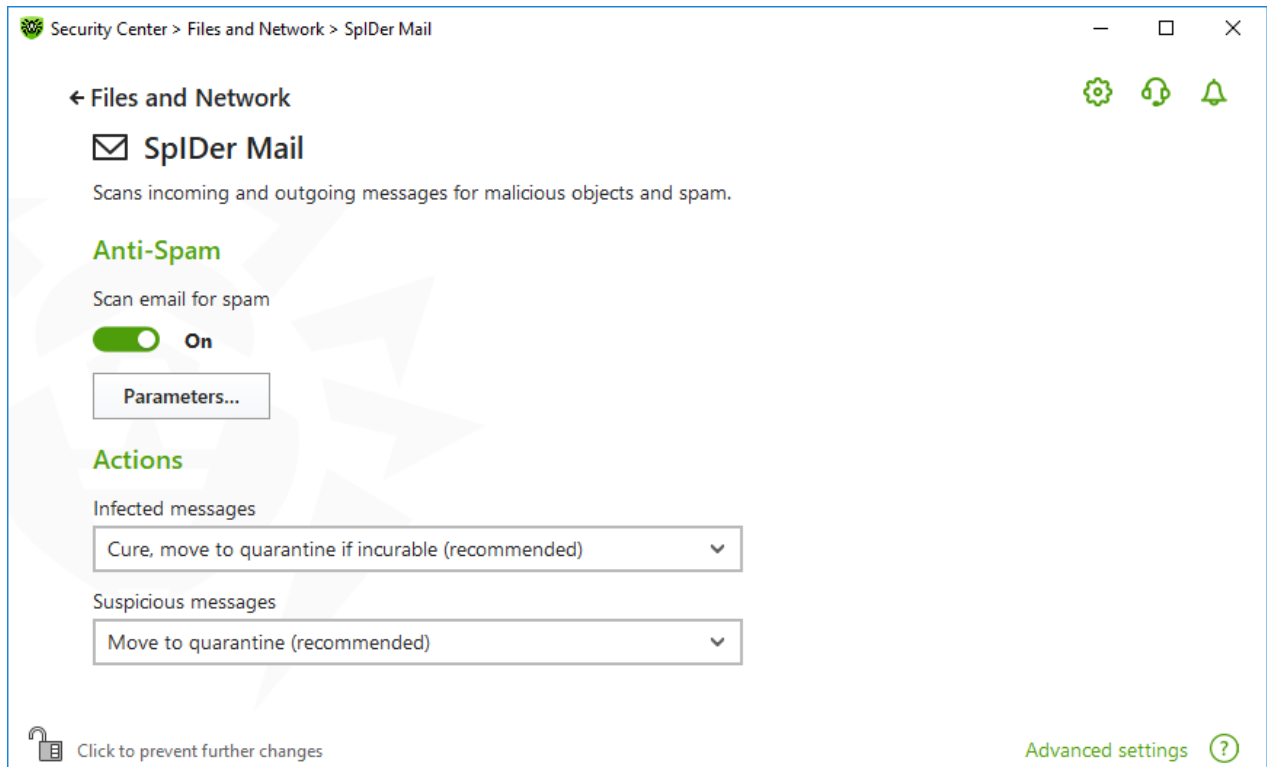 Security Center > Files and Network > SpIDer Mail
Files and Network
SpIDer Mail
Scans incoming and outgoing messages for malicious objects and spam.
Anti-Spam
Scan email for spam
On
Parameters...
Actions
Infected messages
Cure, move to quarantine if incurable (recommended)
Suspicious messages
Move to quarantine (recommended)
Click to prevent further changes
Advanced settings ?